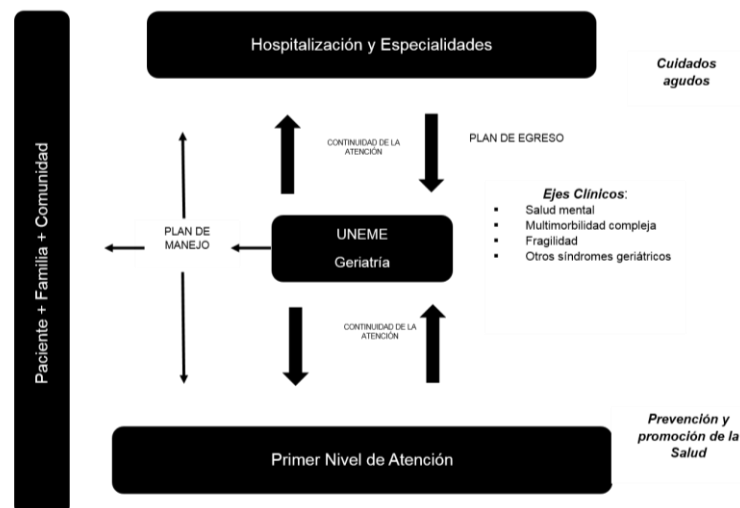 Hospitalización y Especialidades
Cuidados
agudos
Paciente + Familia + Comunidad
CONTINUIDAD DE LA
ATENCIÓN
PLAN DE EGRESO
Ejes Clínicos:
▪ Salud mental
▪ Multimorbilidad compleja
▪ Fragilidad
▪ Otros síndromes geriátricos
PLAN DE
MANEJO
UNEME
Geriatría
CONTINUIDAD DE LA
ATENCIÓN
Prevención y
promoción de la
Salud
Primer Nivel de Atención